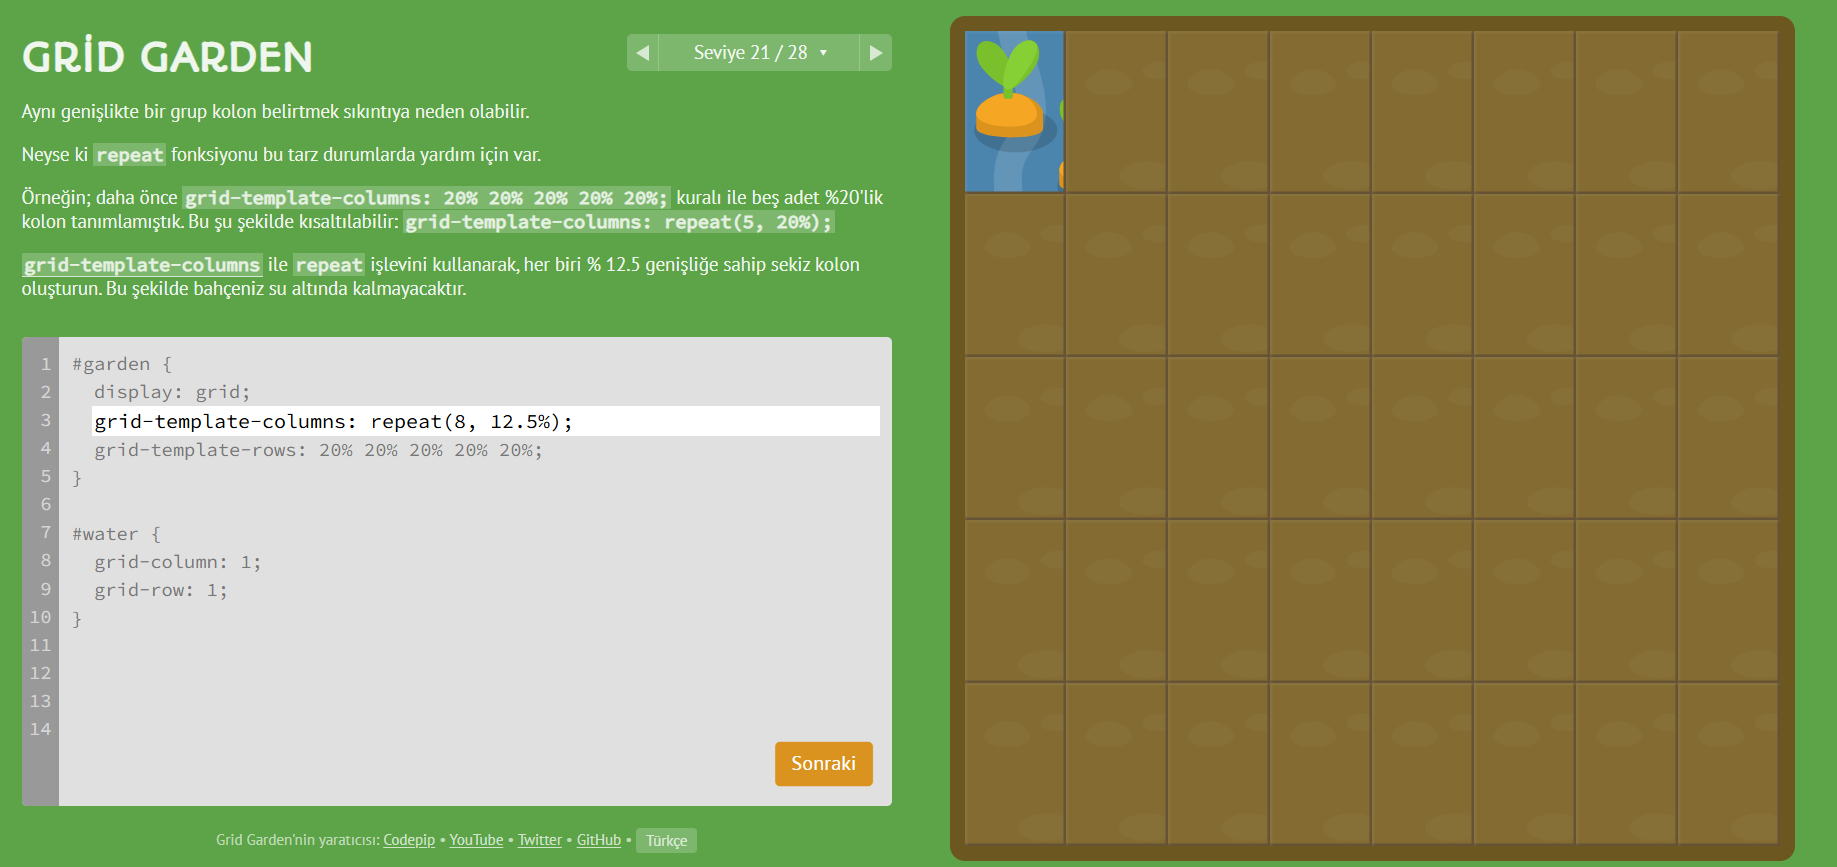 GRİD GARDEN
◀ Seviye 21 / 28 ▼ ▶
Aynı genişlikte bir grup kolon belirtmek sıkıntıya neden olabilir.
Neyse ki repeat fonksiyonu bu tarz durumlarda yardım için var.
Örneğin; daha önce grid-template-columns: 20% 20% 20% 20% 20%; kuralı ile beş adet %20'lik
kolon tanımlamıştık. Bu şu şekilde kısaltılabilir: grid-template-columns: repeat(5, 20%);
grid-template-columns ile repeat işlevini kullanarak, her biri % 12.5 genişliğe sahip sekiz kolon
oluşturun. Bu şekilde bahçeniz su altında kalmayacaktır.
1 #garden {
2 display: grid;
3 grid-template-columns: repeat(8, 12.5%);
4 grid-template-rows: 20% 20% 20% 20% 20%;
5 }
6
7 #water {
8 grid-column: 1;
9 grid-row: 1;
10 }
11
12
13
14
Sonraki
Grid Garden'nin yaratıcısı: Codepip • YouTube • Twitter • GitHub • Türkçe